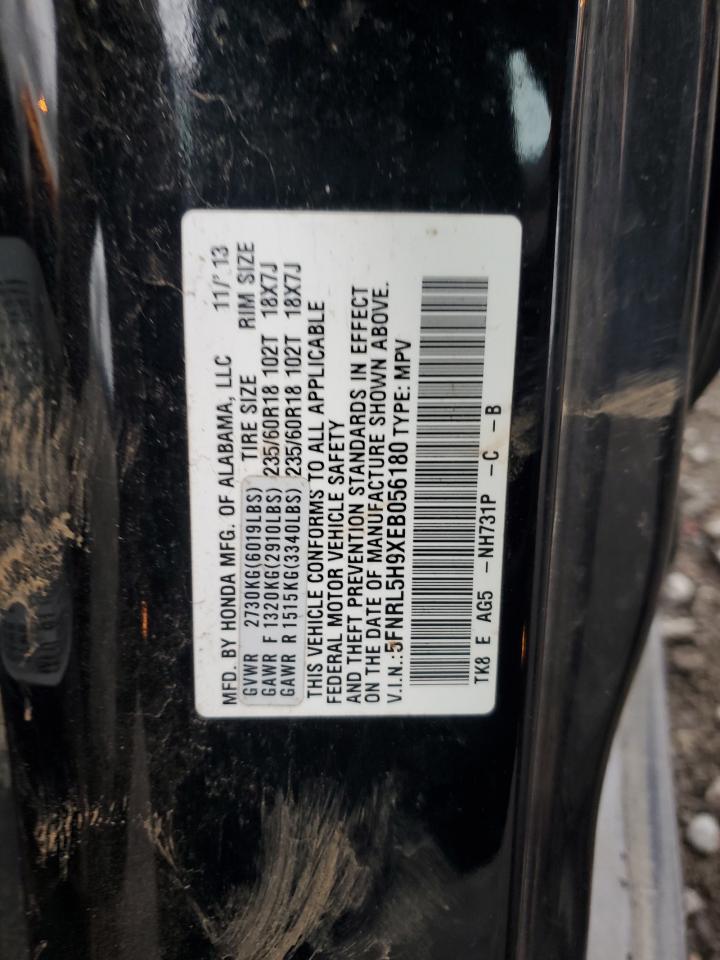 MFD. BY HONDA MFG. OF ALABAMA, LLC 11/'13
GVWR 2730KG(6019LBS) TIRE SIZE RIM SIZE
GAWR F 1320KG(2910LBS) 235/60R18 102T 18X7J
GAWR R 1515KG(3340LBS) 235/60R18 102T 18X7J
THIS VEHICLE CONFORMS TO ALL APPLICABLE
FEDERAL MOTOR VEHICLE SAFETY
AND THEFT PREVENTION STANDARDS IN EFFECT
ON THE DATE OF MANUFACTURE SHOWN ABOVE.
V.I.N.:5FNRL5H9XEB056180 TYPE: MPV
TK8 E AG5 -NH731P -C -B